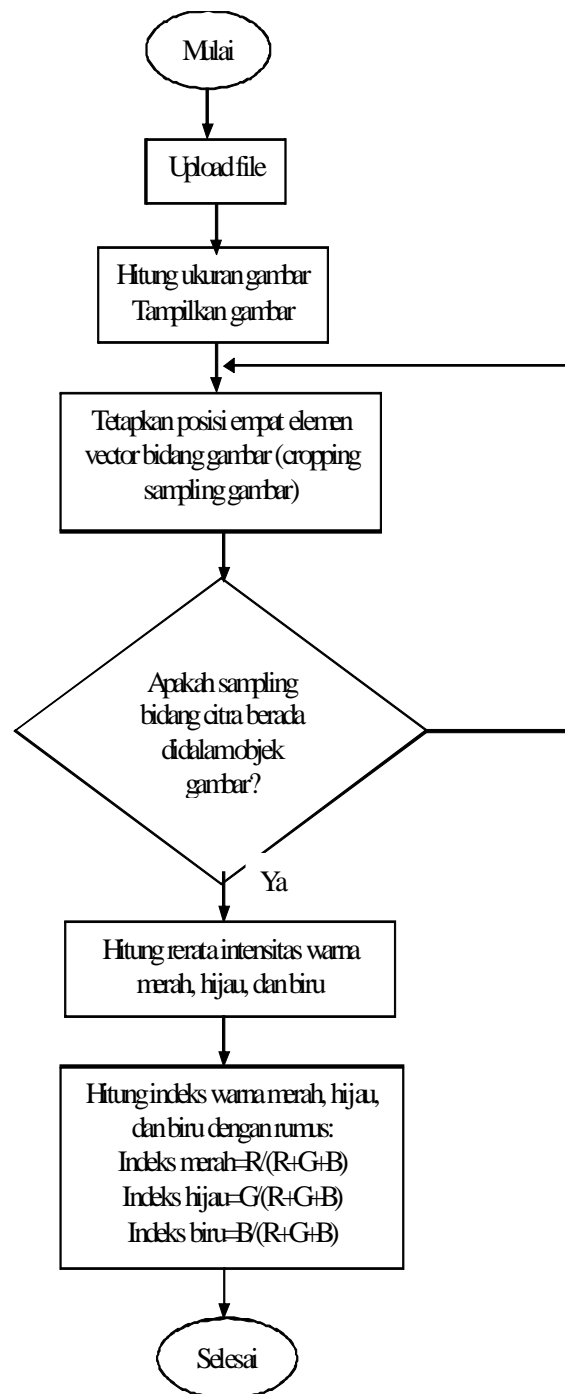 Mulai
Upload file
Hitung ukuran gambar
Tampilkan gambar
Tetapkan posisi empat elemen
vector bidang gambar (cropping
sampling gambar)
Apakah sampling
bidang citra berada
didalam objek
gambar?
Ya
Hitung rerata intensitas warna
merah, hijau, dan biru
Hitung indeks warna merah, hijau,
dan biru dengan rumus:
Indeks merah=R/(R+G+B)
Indeks hijau=G/(R+G+B)
Indeks biru=B/(R+G+B)
Selesai